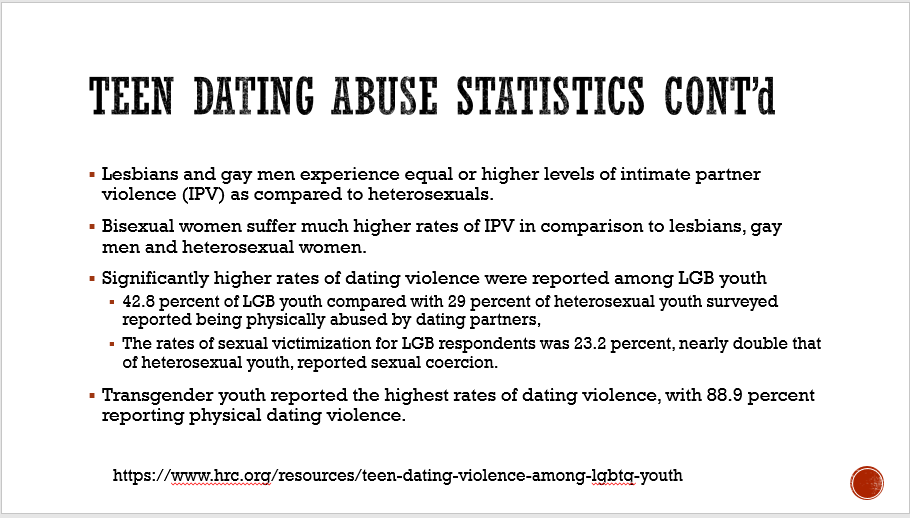 TEEN DATING ABUSE STATISTICS CONT'd
Lesbians and gay men experience equal or higher levels of intimate partner
violence (IPV) as compared to heterosexuals.
Bisexual women suffer much higher rates of IPV in comparison to lesbians, gay
men and heterosexual women.
Significantly higher rates of dating violence were reported among LGB youth
42.8 percent of LGB youth compared with 29 percent of heterosexual youth surveyed
reported being physically abused by dating partners,
The rates of sexual victimization for LGB respondents was 23.2 percent, nearly double that
of heterosexual youth, reported sexual coercion.
Transgender youth reported the highest rates of dating violence, with 88.9 percent
reporting physical dating violence.
https://www.hrc.org/resources/teen-dating-violence-among-lgbtq-youth